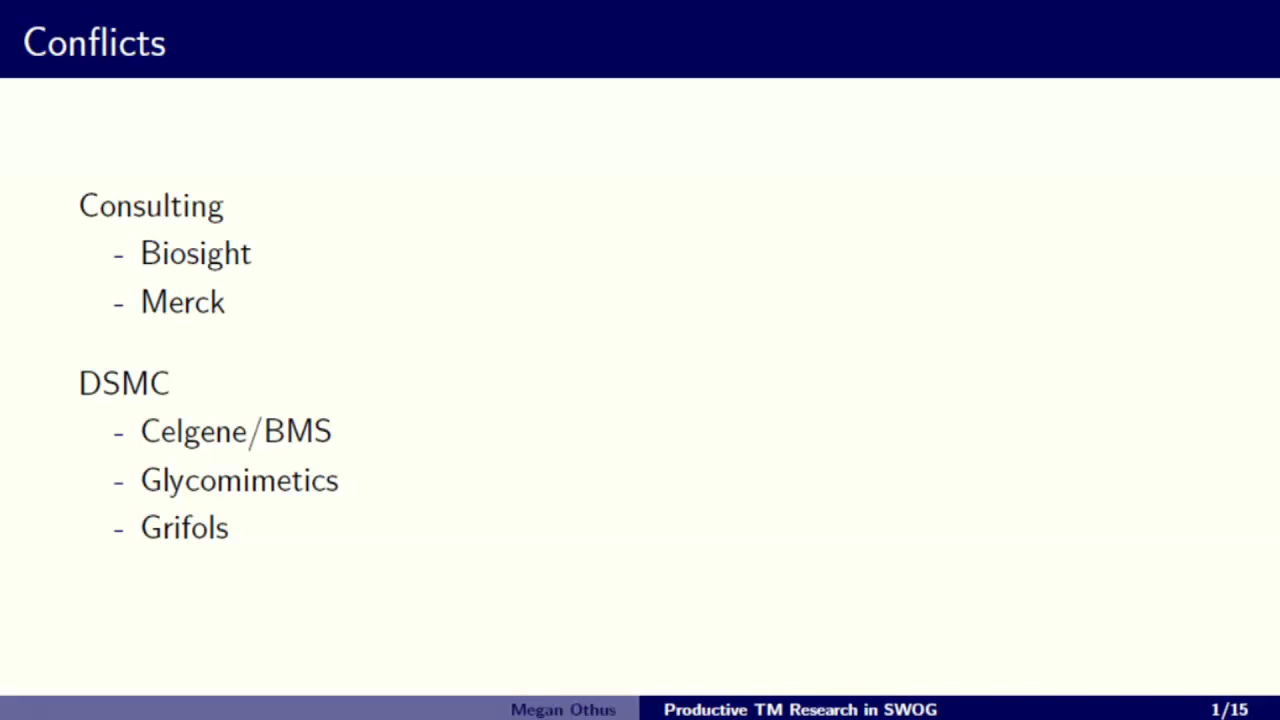 Conflicts
Consulting
- Biosight
- Merck
DSMC
- Celgene/BMS
- Glycomimetics
- Grifols
Megan Othus Productive TM Research in SWOG 1/15